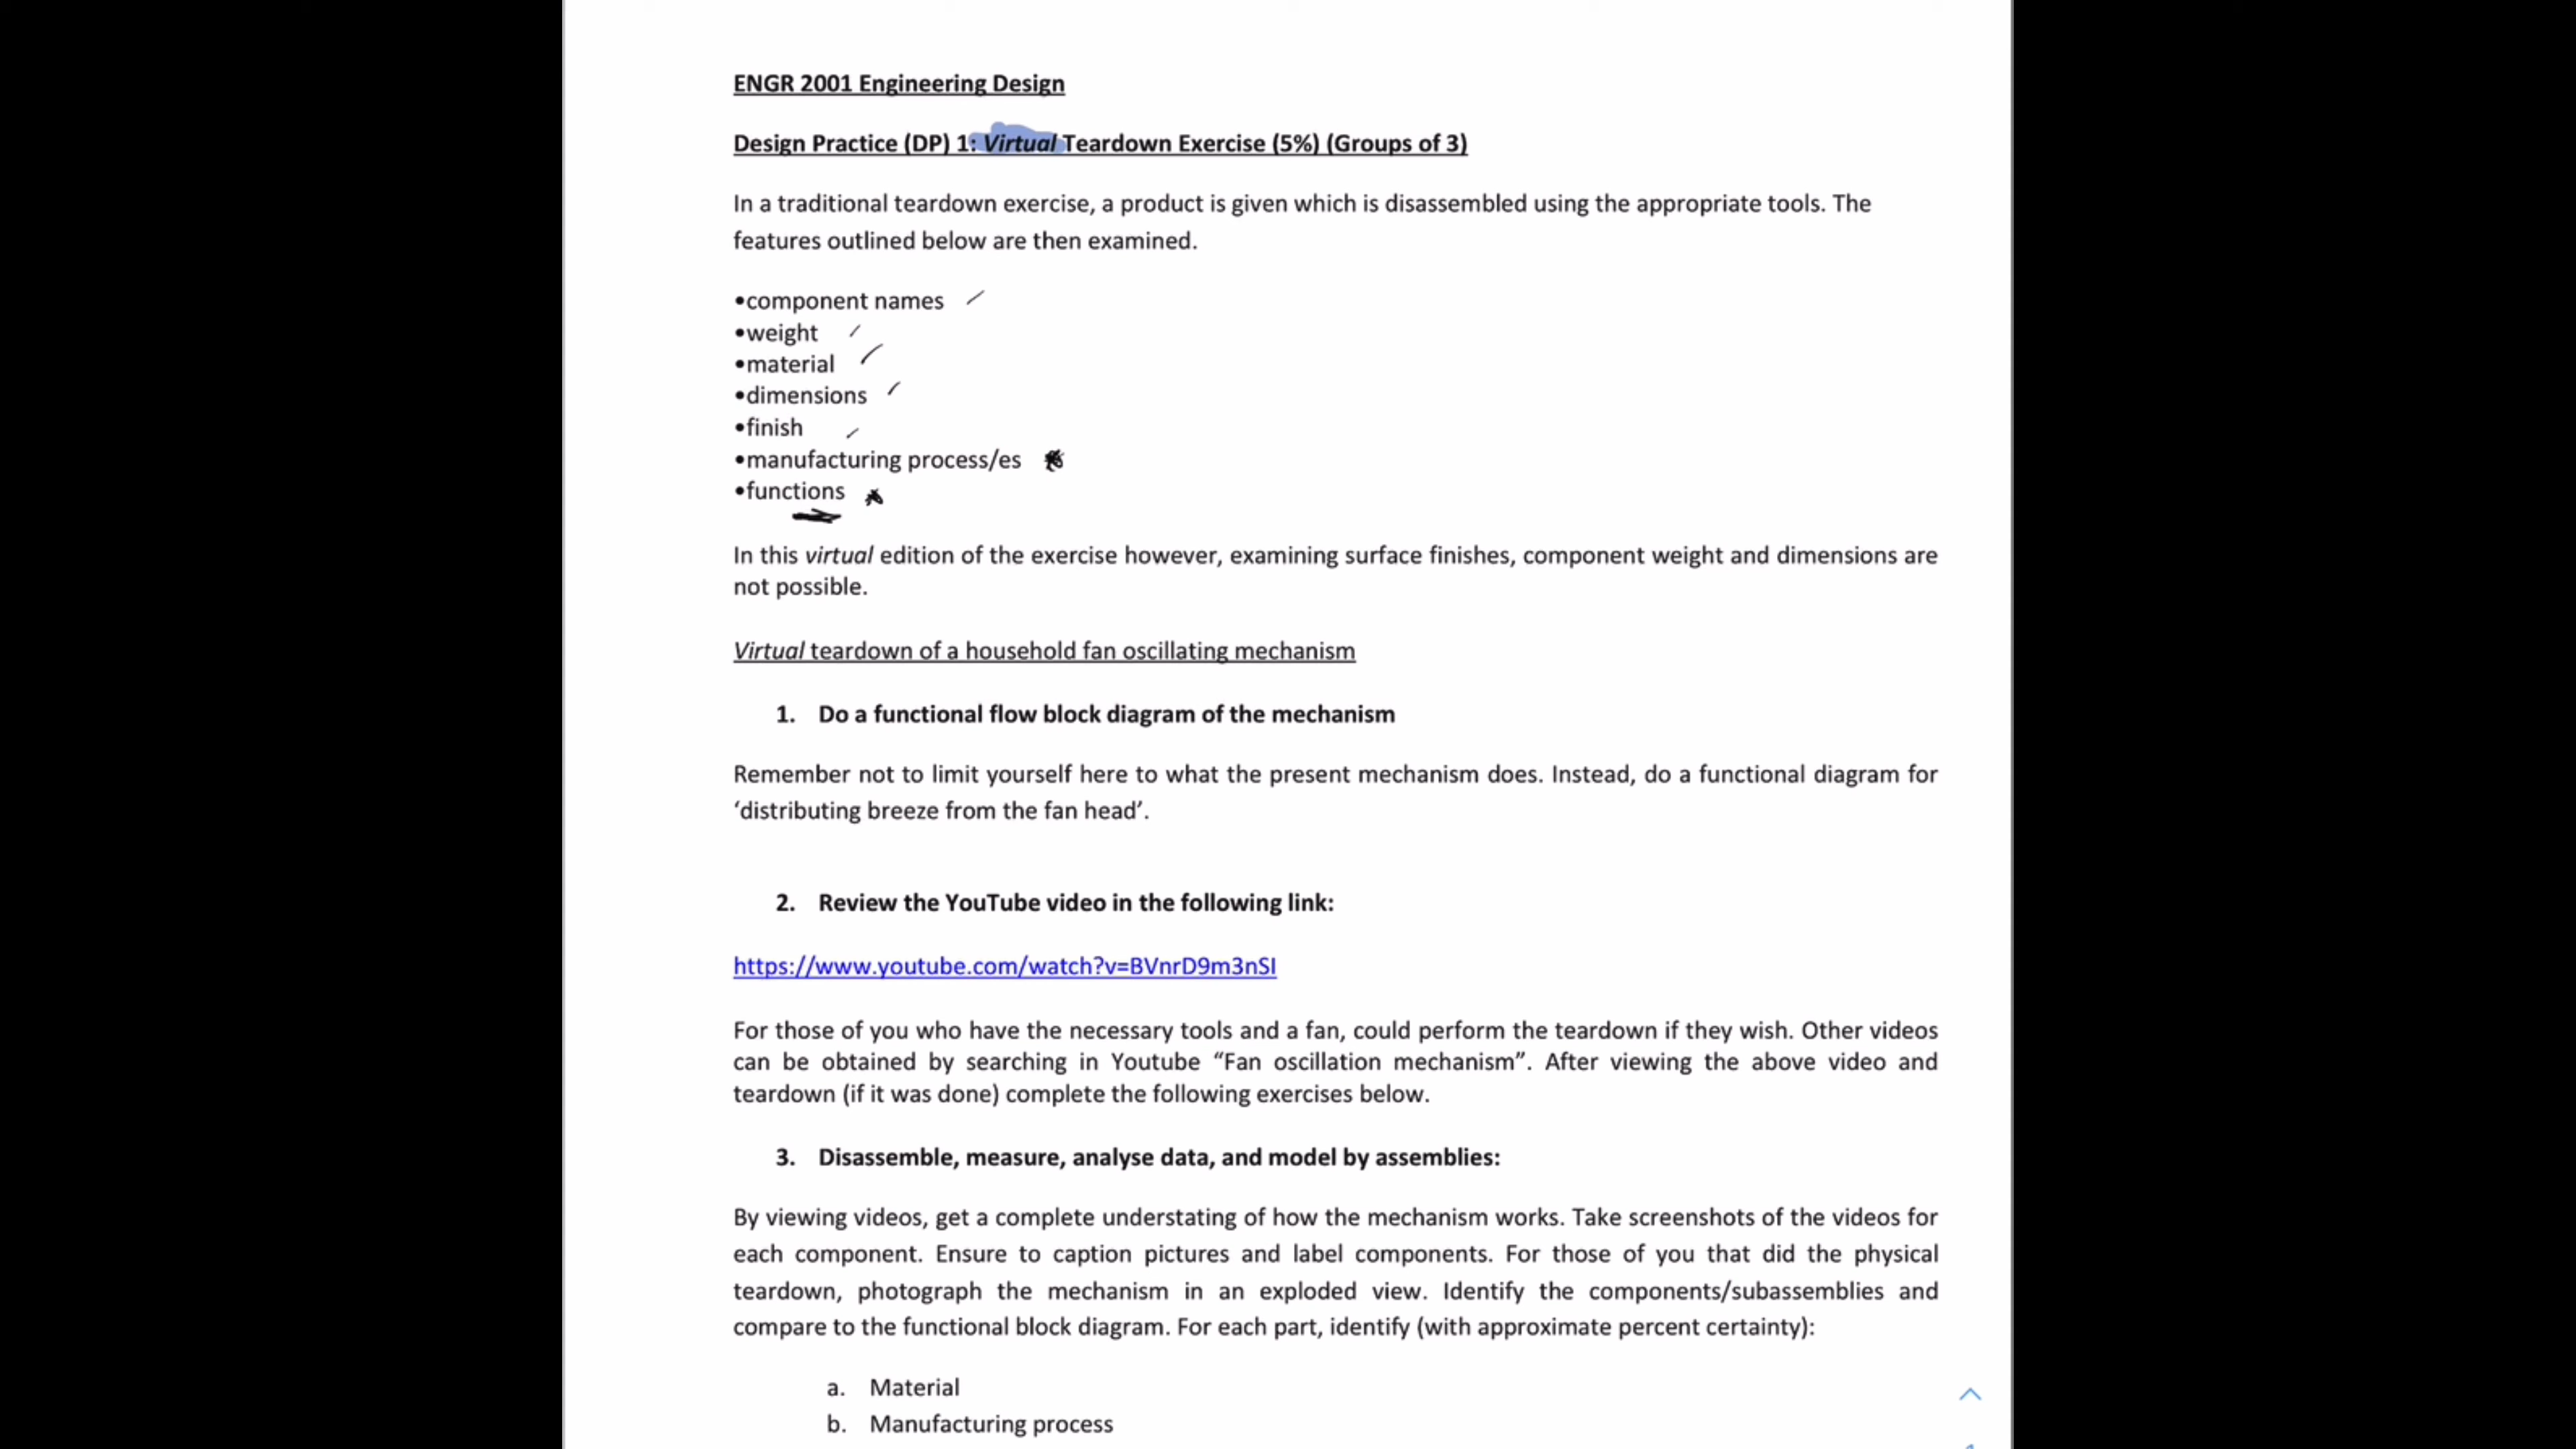 ENGR 2001 Engineering Design
Design Practice (DP) 1: Virtual Teardown Exercise (5%) (Groups of 3)
In a traditional teardown exercise, a product is given which is disassembled using the appropriate tools. The
features outlined below are then examined.
•component names
•weight
•material
•dimensions
•finish
•manufacturing process/es
•functions
In this virtual edition of the exercise however, examining surface finishes, component weight and dimensions are
not possible.
Virtual teardown of a household fan oscillating mechanism
1. Do a functional flow block diagram of the mechanism
Remember not to limit yourself here to what the present mechanism does. Instead, do a functional diagram for
‘distributing breeze from the fan head’.
2. Review the YouTube video in the following link:
https://www.youtube.com/watch?v=BVnrD9m3nSI
For those of you who have the necessary tools and a fan, could perform the teardown if they wish. Other videos
can be obtained by searching in Youtube “Fan oscillation mechanism”. After viewing the above video and
teardown (if it was done) complete the following exercises below.
3. Disassemble, measure, analyse data, and model by assemblies:
By viewing videos, get a complete understating of how the mechanism works. Take screenshots of the videos for
each component. Ensure to caption pictures and label components. For those of you that did the physical
teardown, photograph the mechanism in an exploded view. Identify the components/subassemblies and
compare to the functional block diagram. For each part, identify (with approximate percent certainty):
a. Material
b. Manufacturing process